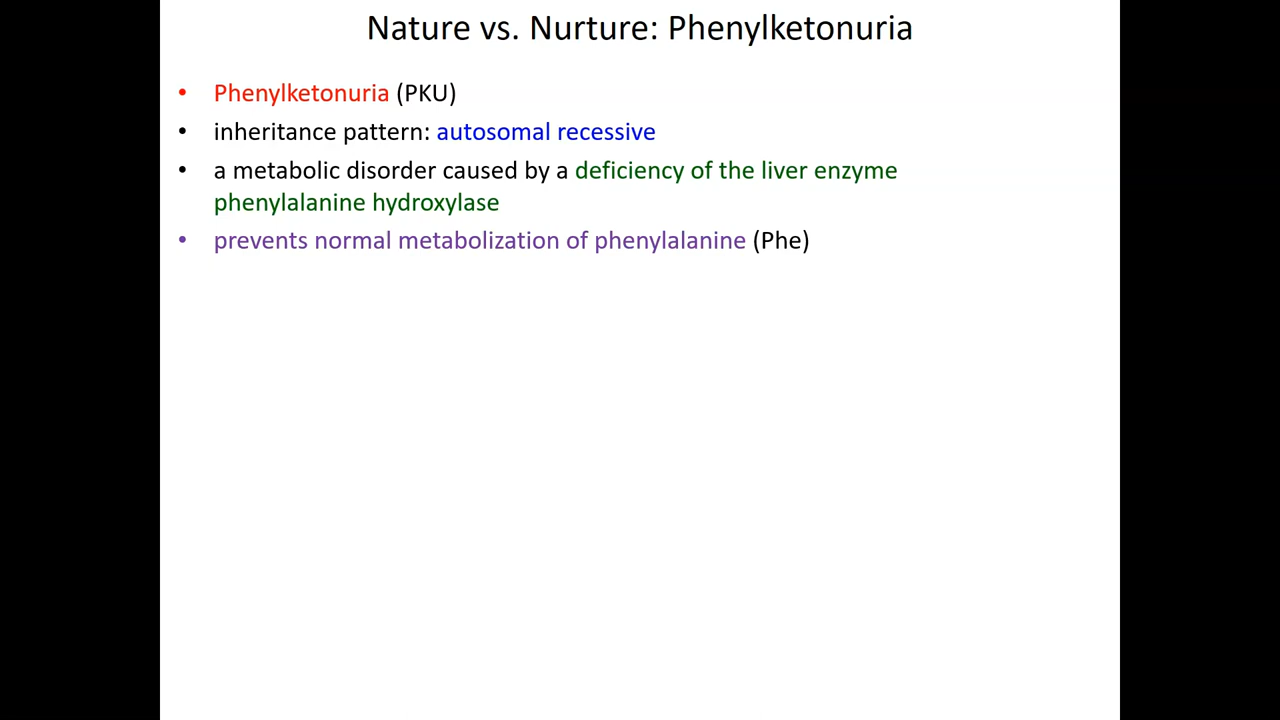 Nature vs. Nurture: Phenylketonuria
• Phenylketonuria (PKU)
• inheritance pattern: autosomal recessive
• a metabolic disorder caused by a deficiency of the liver enzyme
phenylalanine hydroxylase
• prevents normal metabolization of phenylalanine (Phe)